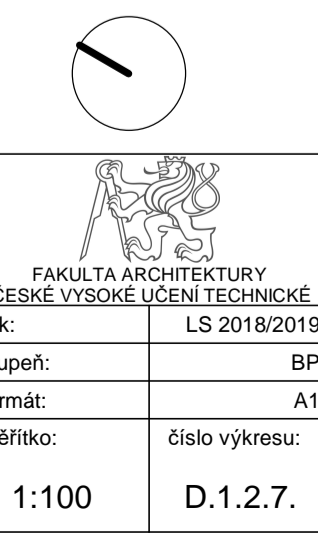 FAKULTA ARCHITEKTURY
ČESKÉ VYSOKÉ UČENÍ TECHNICKÉ
k: LS 2018/2019
upeň: BP
rmát: A1
ěřítko: číslo výkresu:
1:100 D.1.2.7.